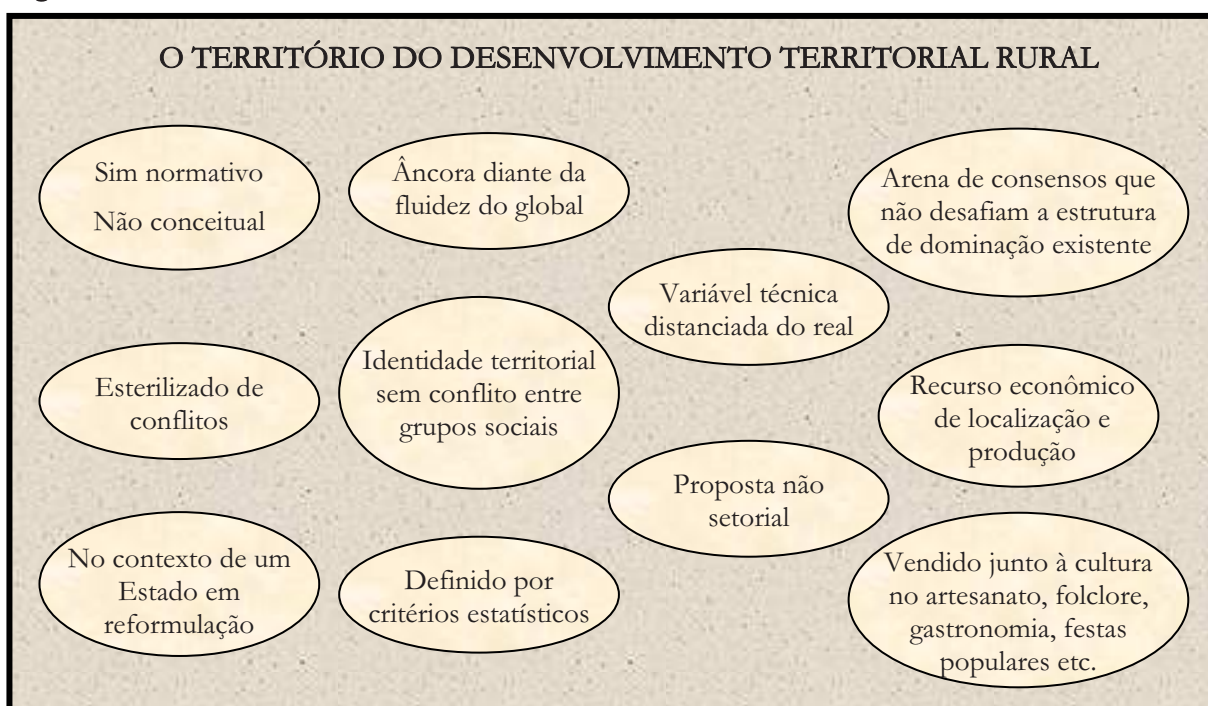 O TERRITÓRIO DO DESENVOLVIMENTO TERRITORIAL RURAL
Sim normativo
Não conceitual
Âncora diante da
fluidez do global
Arena de consensos que
não desafiam a estrutura
de dominação existente
Variável técnica
distanciada do real
Esterilizado de
conflitos
Identidade territorial
sem conflito entre
grupos sociais
Recurso econômico
de localização e
produção
Proposta não
setorial
No contexto de um
Estado em
reformulação
Definido por
critérios estatísticos
Vendido junto à cultura
no artesanato, folclore,
gastronomia, festas
populares etc.